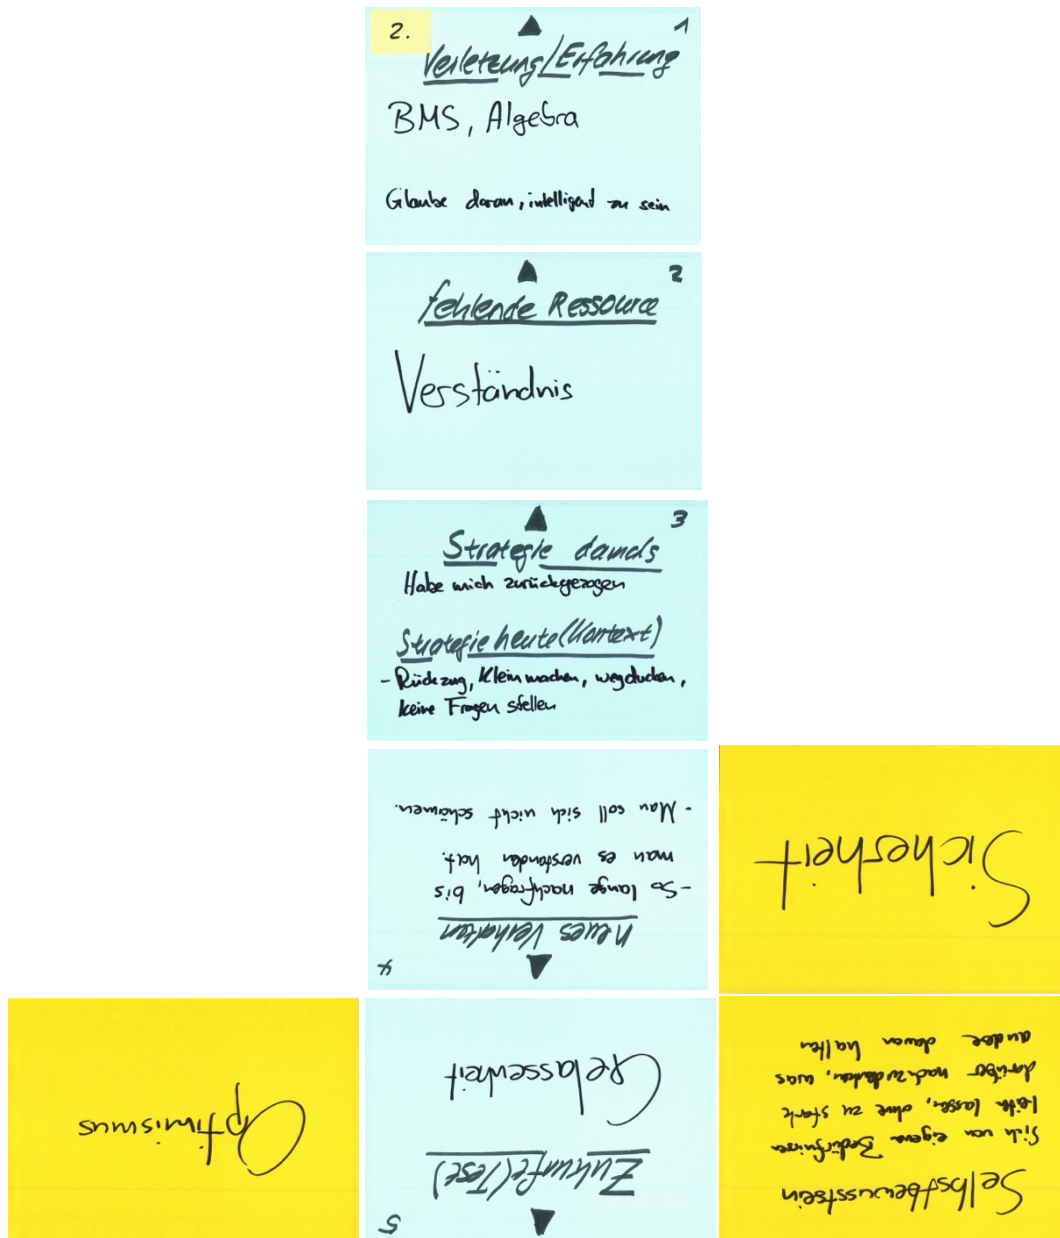 2.
1
Verletzung/Erfahrung
BMS, Algebra
Glaube daran, intelligent zu sein
2
fehlende Ressource
Verständnis
3
Strategie damals
Habe mich zurückgezogen
Strategie heute (Kontext)
- Rückzug, Klein machen, wegducken,
keine Fragen stellen
4
neues Verhalten
- So lange nachfragen, bis
man es verstanden hat.
- Man soll sich nicht schämen.
Sicherheit
Optimismus
5
Zukunft (Test)
Gelassenheit
Selbstbewusstsein
Sich von eigenen Bedürfnissen
leiten lassen, ohne zu stark
darüber nachzudenken, was
andere davon halten